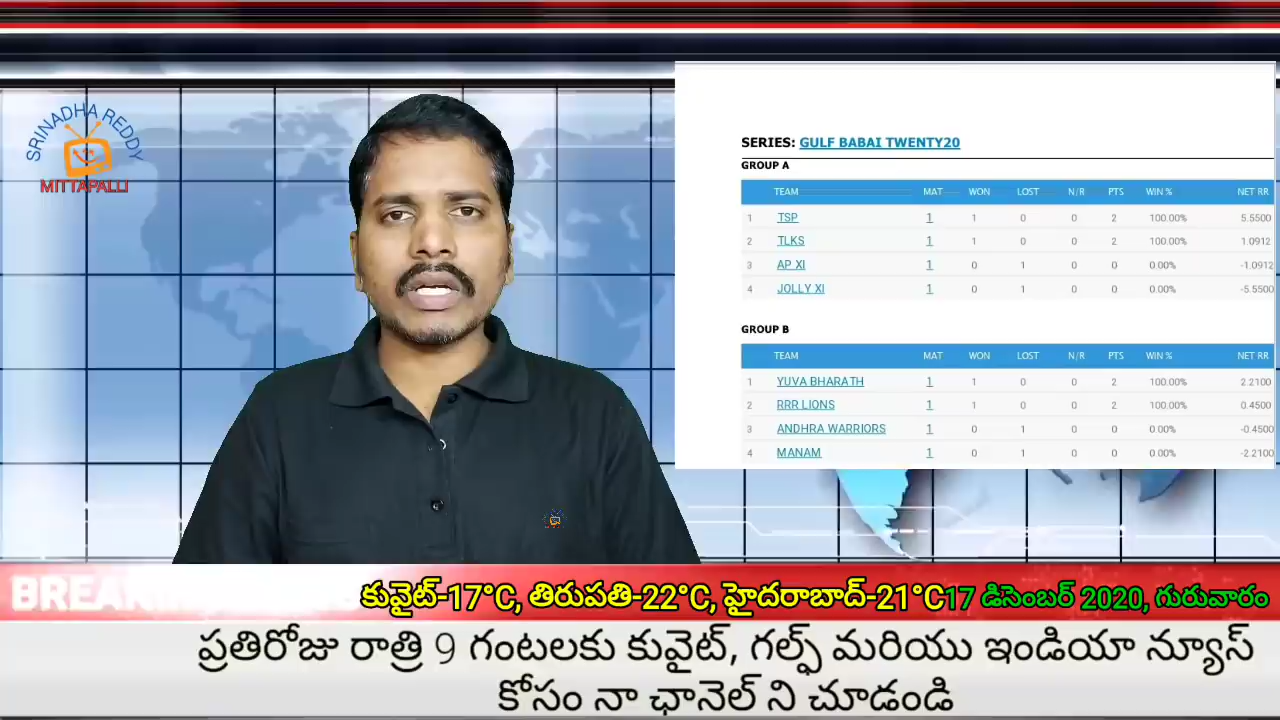 SRINADHA REDDY
MITTAPALLI
SERIES: GULF BABAI TWENTY20
GROUP A
TEAM MAT WON LOST N/R PTS WIN % NET RR
1 TSP 1 1 0 0 2 100.00% 5.5500
2 TLKS 1 1 0 0 2 100.00% 1.0912
3 AP XI 1 0 1 0 0 0.00% -1.0912
4 JOLLY XI 1 0 1 0 0 0.00% -5.5500
GROUP B
TEAM MAT WON LOST N/R PTS WIN % NET RR
1 YUVA BHARATH 1 1 0 0 2 100.00% 2.2100
2 RRR LIONS 1 1 0 0 2 100.00% 0.4500
3 ANDHRA WARRIORS 1 0 1 0 0 0.00% -0.4500
4 MANAM 1 0 1 0 0 0.00% -2.2100
కువైట్-17°C, తిరుపతి-22°C, హైదరాబాద్-21°C 17 డిసెంబర్ 2020, గురువారం
ప్రతిరోజు రాత్రి 9 గంటలకు కువైట్, గల్ఫ్ మరియు ఇండియా న్యూస్
కోసం నా ఛానెల్ ని చూడండి